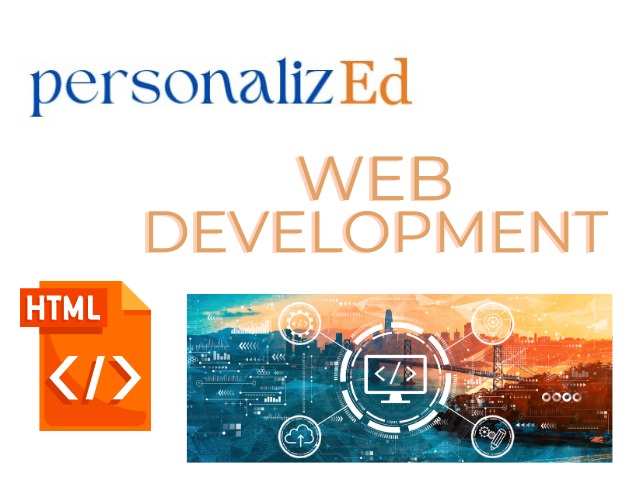 personalizEd
WEB
DEVELOPMENT
HTML
</>
</>